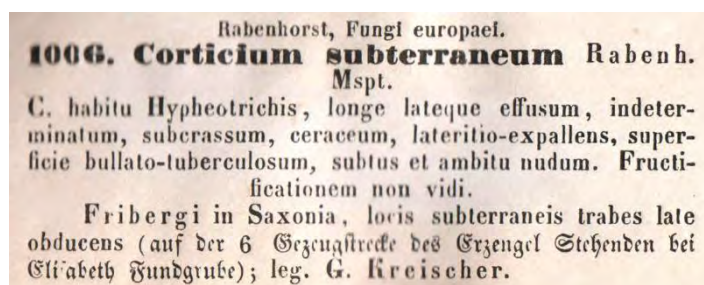 Rabenhorst, Fungi europaei.
1006. Corticium subterraneum Rabenh.
Mspt.
C. habitu Hypheotrichis, longe lateque effusum, indeter-
minatum, subcrassum, ceraceum, lateritio-expallens, super-
ficie bullato-tuberculosum, subtus et ambitu nudum. Fructi-
ficationem non vidi.
Fribergi in Saxonia, locis subterraneis trabes late
obducens (auf der 6 Gezeugstrecke des Erzengel Stehenden bei
Elisabeth Fundgrube); leg. G. Kreischer.